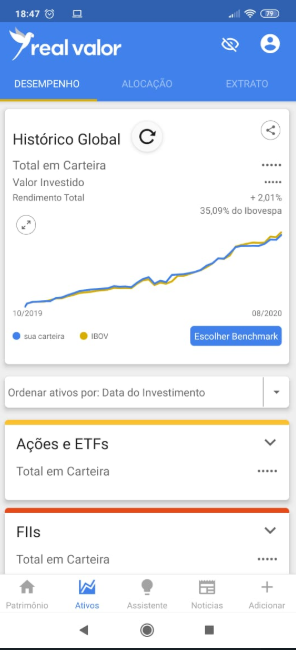 18:47
79
real valor
DESEMPENHO
ALOCAÇÃO
EXTRATO
Histórico Global
Total em Carteira •••••
Valor Investido •••••
Rendimento Total + 2,01%
35,09% do Ibovespa
10/2019 08/2020
sua carteira IBOV Escolher Benchmark
Ordenar ativos por: Data do Investimento
Ações e ETFs
Total em Carteira •••••
FIIs
Total em Carteira •••••
Patrimônio Ativos Assistente Notícias Adicionar